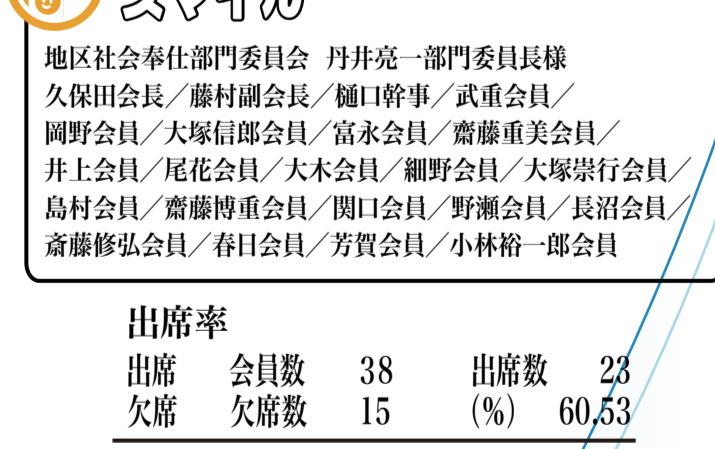 スマイル
地区社会奉仕部門委員会 丹井亮一部門委員長様
久保田会長／藤村副会長／樋口幹事／武重会員／
岡野会員／大塚信郎会員／富永会員／齋藤重美会員／
井上会員／尾花会員／大木会員／細野会員／大塚崇行会員／
島村会員／齋藤博重会員／関口会員／野瀬会員／長沼会員／
斎藤修弘会員／春日会員／芳賀会員／小林裕一郎会員
出席率
出席 会員数 38 出席数 23
欠席 欠席数 15 (%) 60.53